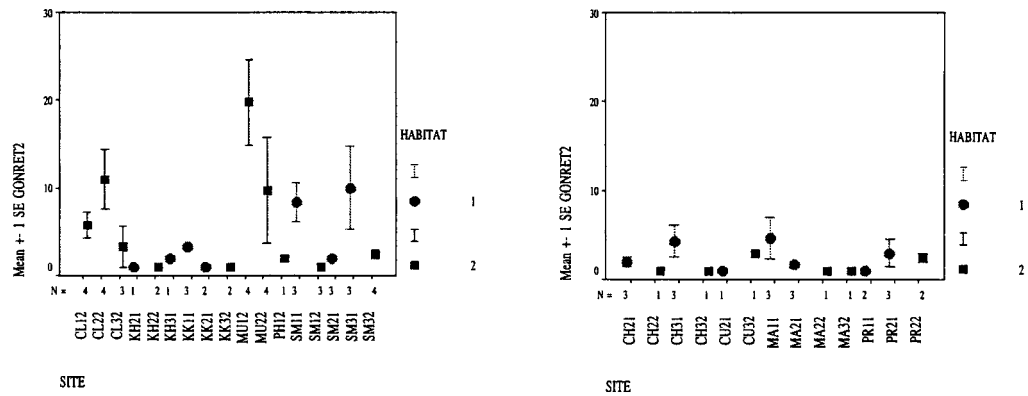 30
20
10
0
Mean +- 1 SE GONRET2
N = 4 4 3 1 2 1 3 2 2 4 4 1 3 3 3 3 4
CL12 CL22 CL32 KH21 KH22 KH31 KK11 KK21 KK32 MU12 MU22 PH12 SM11 SM12 SM21 SM31 SM32
SITE
HABITAT
1
2
30
20
10
0
Mean +- 1 SE GONRET2
N = 3 1 3 1 1 1 3 3 1 1 2 3 2
CH21 CH22 CH31 CH32 CU21 CU32 MA11 MA21 MA22 MA32 PR11 PR21 PR22
SITE
HABITAT
1
2